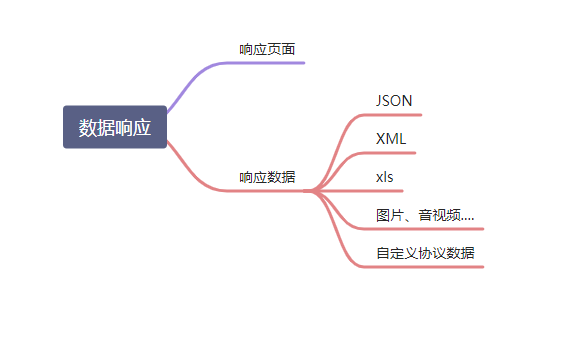 数据响应
响应页面
响应数据
JSON
XML
xls
图片、音视频....
自定义协议数据